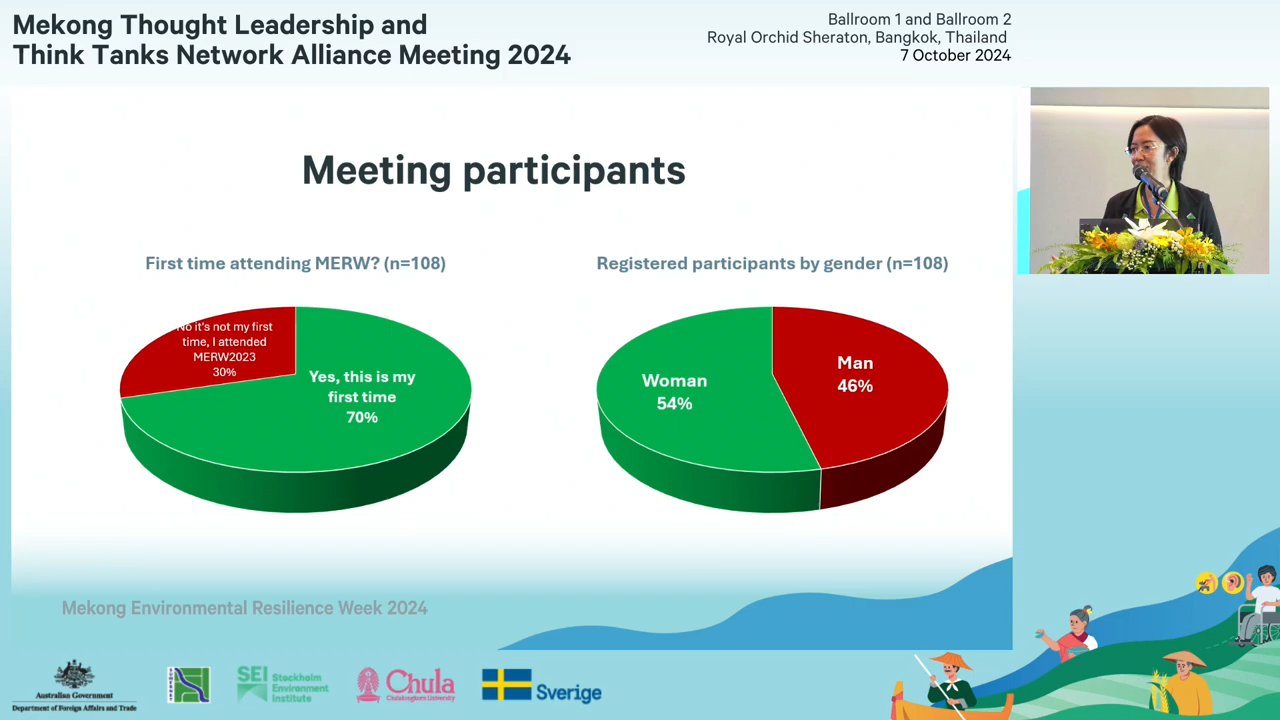 Mekong Thought Leadership and
Think Tanks Network Alliance Meeting 2024
Ballroom 1 and Ballroom 2
Royal Orchid Sheraton, Bangkok, Thailand
7 October 2024
Meeting participants
First time attending MERW? (n=108)
No it's not my first
time, I attended
MERW2023
30%
Yes, this is my
first time
70%
Registered participants by gender (n=108)
Woman
54%
Man
46%
Mekong Environmental Resilience Week 2024
Australian Government
Department of Foreign Affairs and Trade
SEI Stockholm
Environment
Institute
Chula
Chulalongkorn University
Sverige